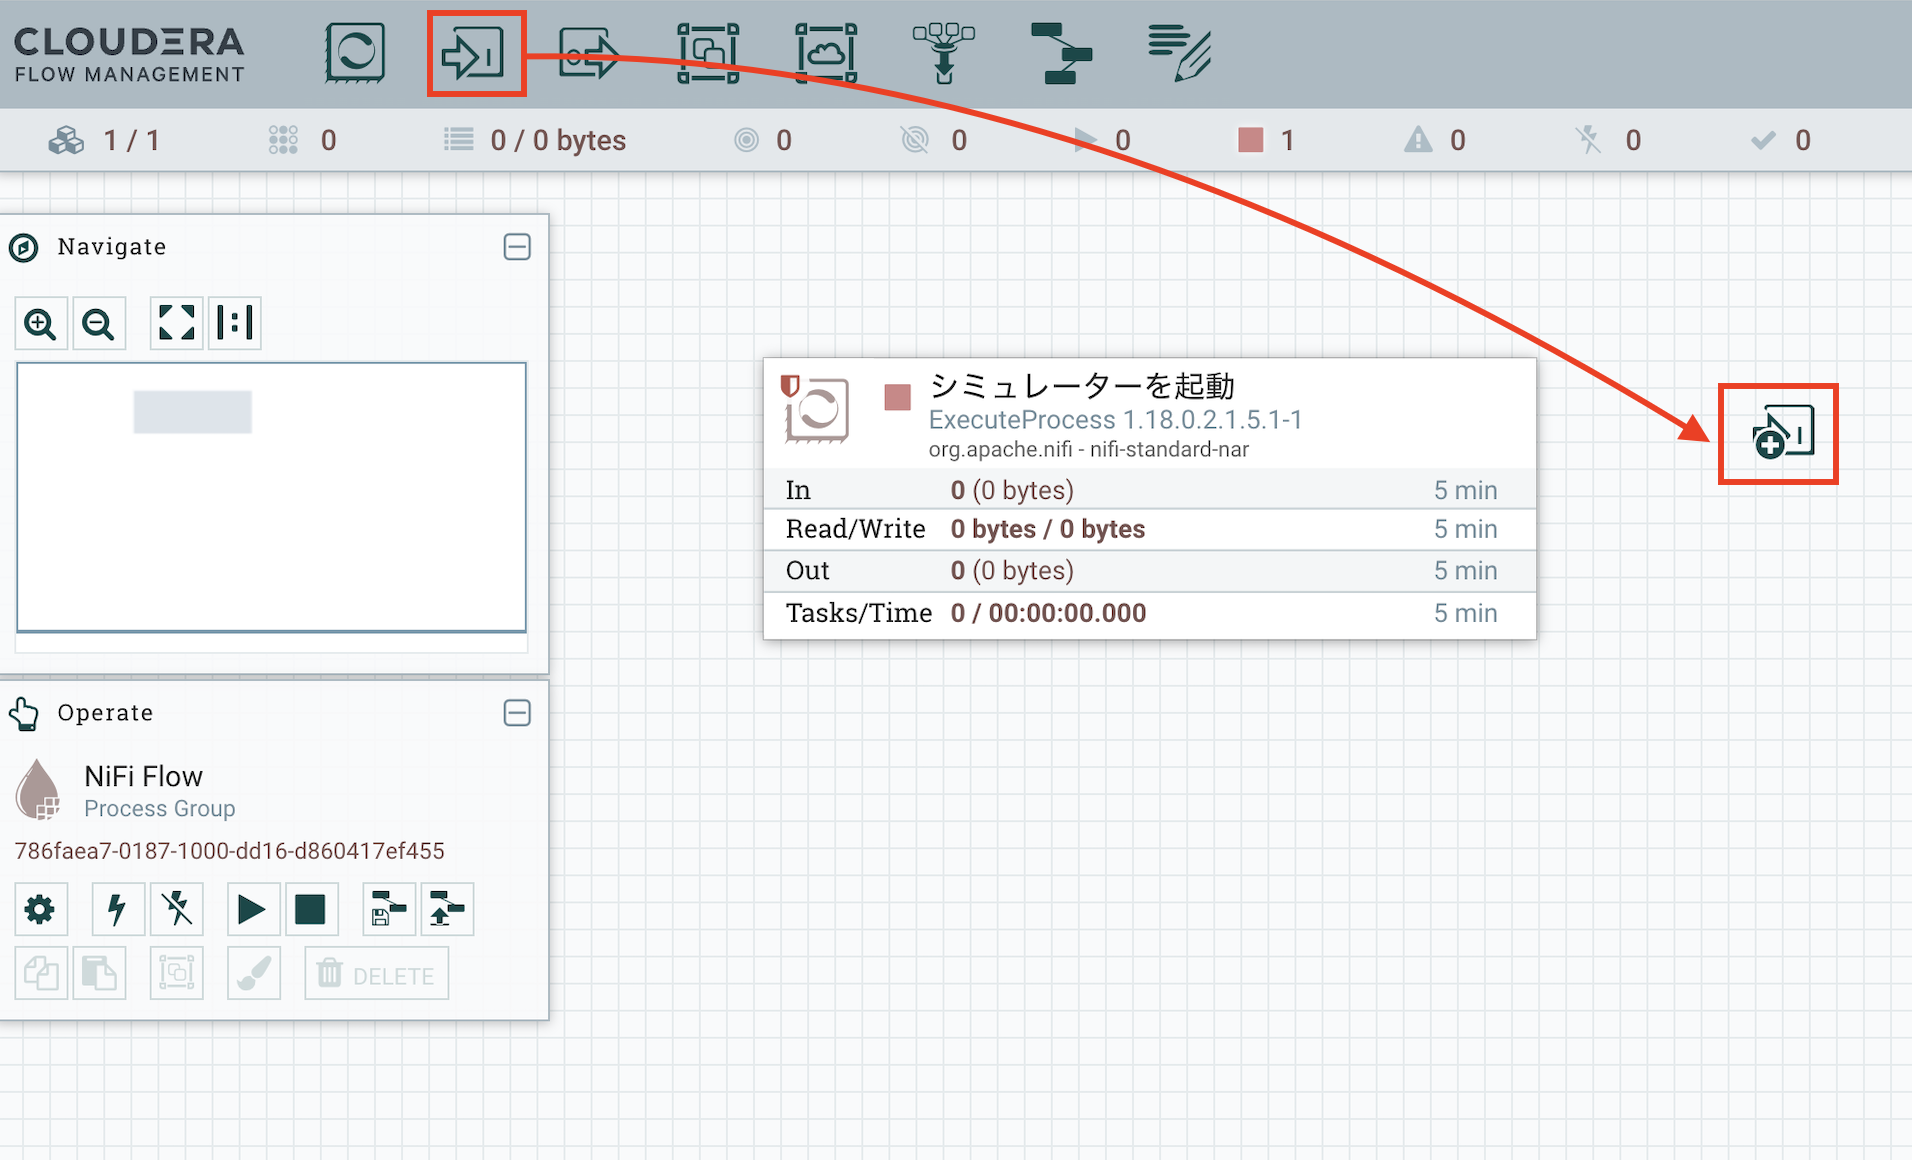 CLOUDERA
FLOW MANAGEMENT
1 / 1
0
0 / 0 bytes
0
0
0
1
0
0
0
Navigate
シミュレーターを起動
ExecuteProcess 1.18.0.2.1.5.1-1
org.apache.nifi - nifi-standard-nar
In 0 (0 bytes) 5 min
Read/Write 0 bytes / 0 bytes 5 min
Out 0 (0 bytes) 5 min
Tasks/Time 0 / 00:00:00.000 5 min
Operate
NiFi Flow
Process Group
786faea7-0187-1000-dd16-d860417ef455
DELETE